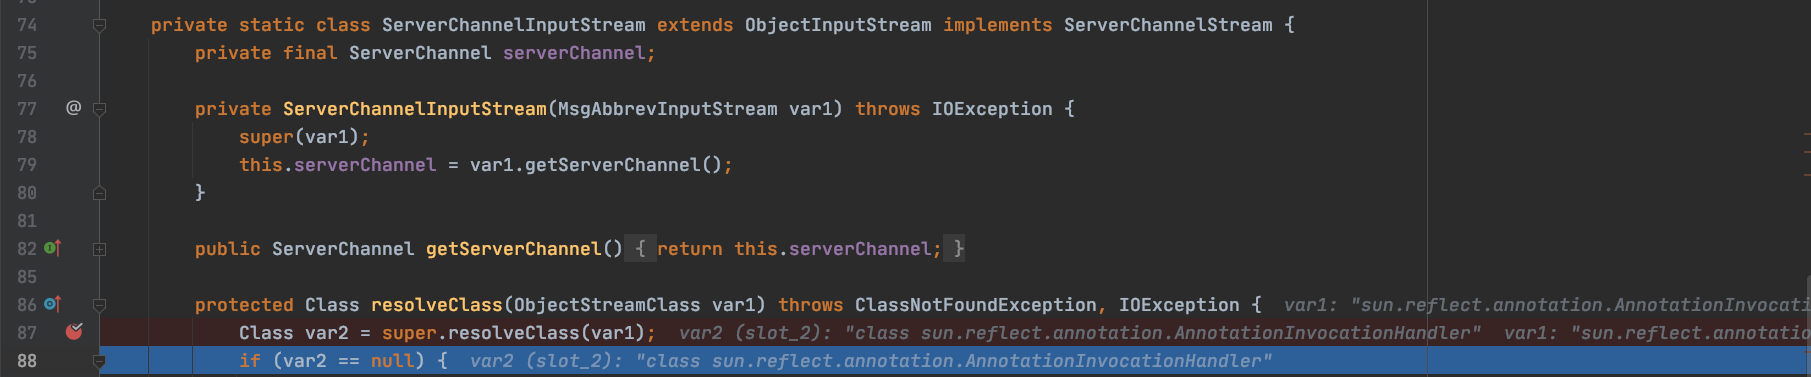 74 private static class ServerChannelInputStream extends ObjectInputStream implements ServerChannelStream {
75 private final ServerChannel serverChannel;
76
77 @ private ServerChannelInputStream(MsgAbbrevInputStream var1) throws IOException {
78 super(var1);
79 this.serverChannel = var1.getServerChannel();
80 }
81
82 public ServerChannel getServerChannel() { return this.serverChannel; }
85
86 protected Class resolveClass(ObjectStreamClass var1) throws ClassNotFoundException, IOException { var1: "sun.reflect.annotation.AnnotationInvocati
87 Class var2 = super.resolveClass(var1); var2 (slot_2): "class sun.reflect.annotation.AnnotationInvocationHandler" var1: "sun.reflect.annotatio
88 if (var2 == null) { var2 (slot_2): "class sun.reflect.annotation.AnnotationInvocationHandler"